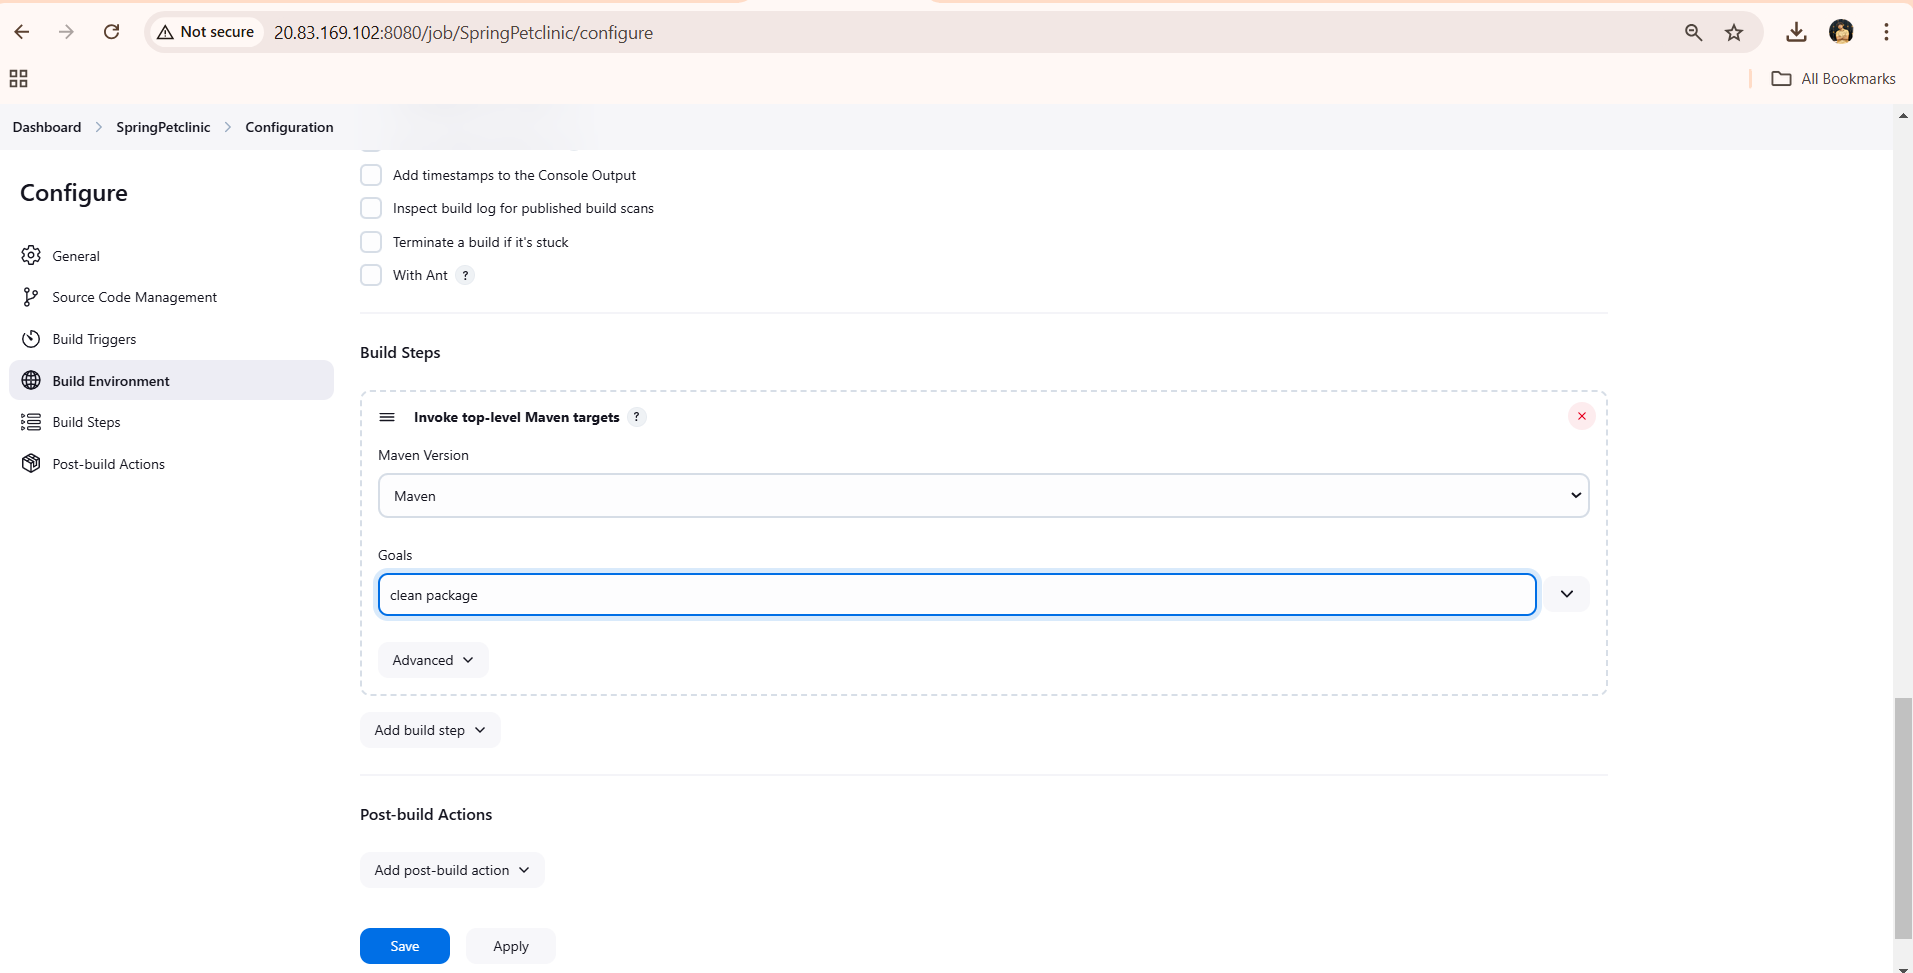 Not secure 20.83.169.102:8080/job/SpringPetclinic/configure
All Bookmarks
Dashboard > SpringPetclinic > Configuration
Configure
General
Source Code Management
Build Triggers
Build Environment
Build Steps
Post-build Actions
Add timestamps to the Console Output
Inspect build log for published build scans
Terminate a build if it's stuck
With Ant ?
Build Steps
Invoke top-level Maven targets ?
Maven Version
Maven
Goals
clean package
Advanced
Add build step
Post-build Actions
Add post-build action
Save Apply